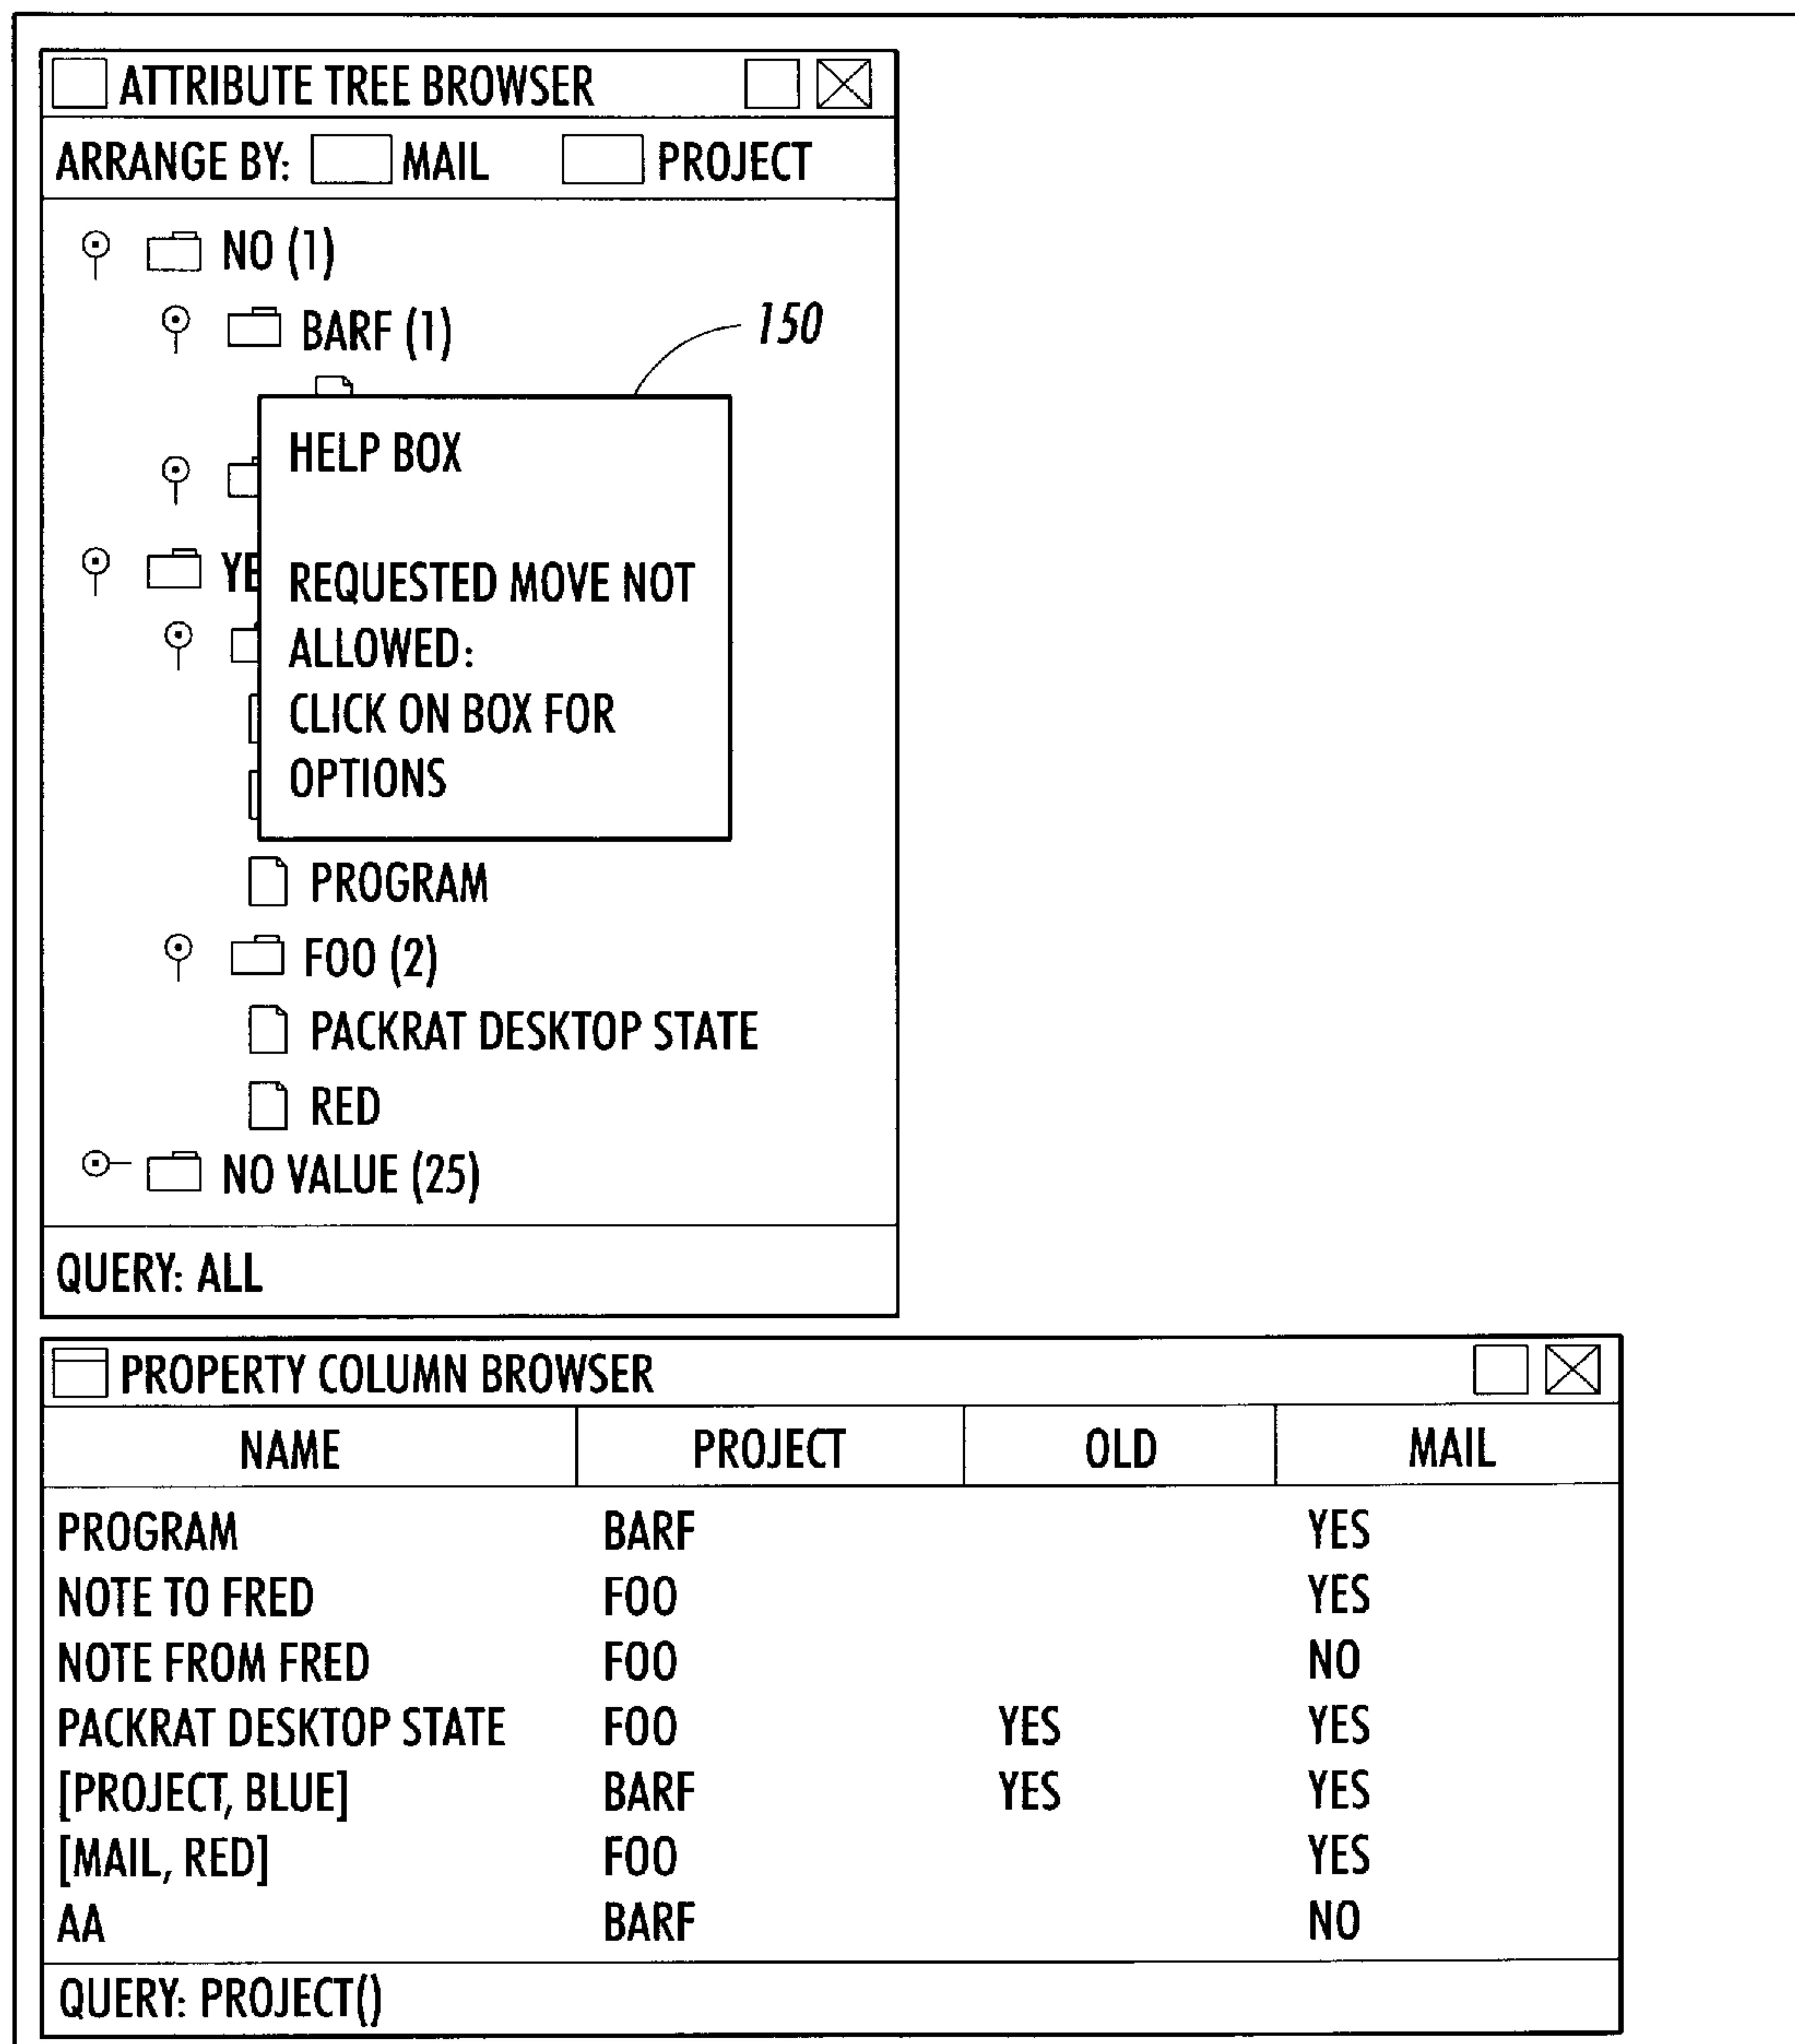 ATTRIBUTE TREE BROWSER
ARRANGE BY: MAIL PROJECT
NO (1)
BARF (1)
150
HELP BOX
YE
REQUESTED MOVE NOT
ALLOWED:
CLICK ON BOX FOR
OPTIONS
PROGRAM
FOO (2)
PACKRAT DESKTOP STATE
RED
NO VALUE (25)
QUERY: ALL
PROPERTY COLUMN BROWSER
NAME PROJECT OLD MAIL
PROGRAM BARF YES
NOTE TO FRED FOO YES
NOTE FROM FRED FOO NO
PACKRAT DESKTOP STATE FOO YES YES
[PROJECT, BLUE] BARF YES YES
[MAIL, RED] FOO YES
AA BARF NO
QUERY: PROJECT()